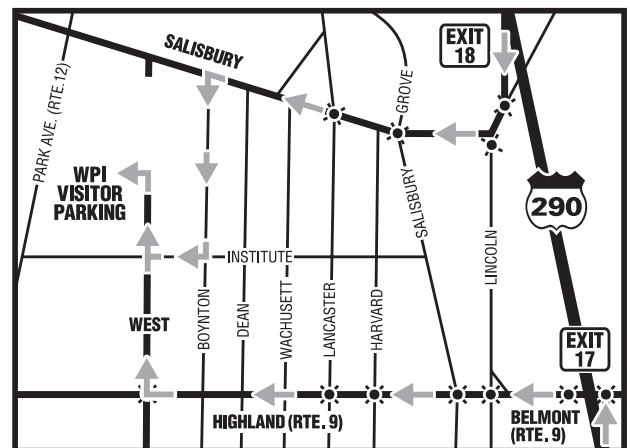 SALISBURY
EXIT
18
PARK AVE. (RTE.12)
GROVE
WPI
VISITOR
PARKING
290
SALISBURY
INSTITUTE
LINCOLN
WEST
BOYNTON
DEAN
WACHUSETT
LANCASTER
HARVARD
EXIT
17
HIGHLAND (RTE. 9)
BELMONT
(RTE. 9)